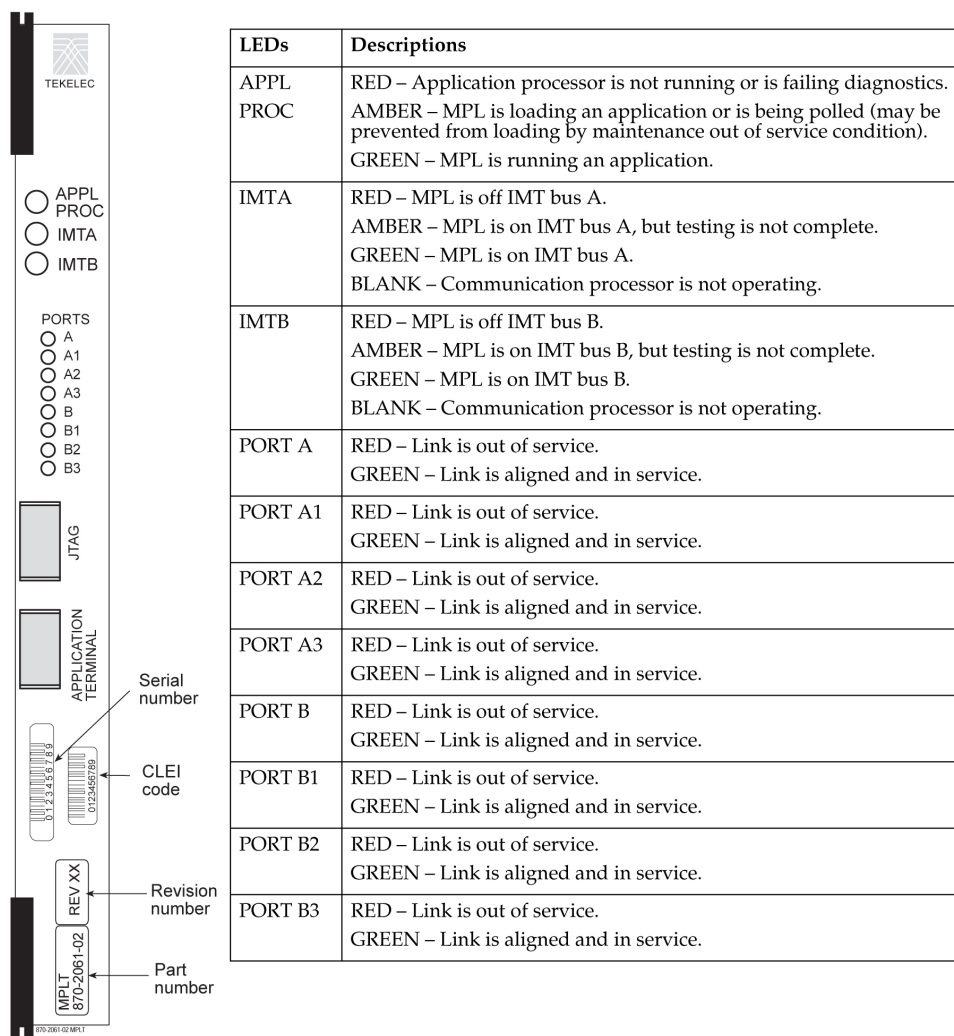 TEKELEC
APPL
PROC
IMTA
IMTB
PORTS
A
A1
A2
A3
B
B1
B2
B3
JTAG
APPLICATION
TERMINAL
Serial
number
0123456789
0123456789
CLEI
code
REV XX
Revision
number
MPLT
870-2061-02
Part
number
870-2061-02 MPLT
LEDs Descriptions
APPL RED – Application processor is not running or is failing diagnostics.
PROC AMBER – MPL is loading an application or is being polled (may be
prevented from loading by maintenance out of service condition).
GREEN – MPL is running an application.
IMTA RED – MPL is off IMT bus A.
AMBER – MPL is on IMT bus A, but testing is not complete.
GREEN – MPL is on IMT bus A.
BLANK – Communication processor is not operating.
IMTB RED – MPL is off IMT bus B.
AMBER – MPL is on IMT bus B, but testing is not complete.
GREEN – MPL is on IMT bus B.
BLANK – Communication processor is not operating.
PORT A RED – Link is out of service.
GREEN – Link is aligned and in service.
PORT A1 RED – Link is out of service.
GREEN – Link is aligned and in service.
PORT A2 RED – Link is out of service.
GREEN – Link is aligned and in service.
PORT A3 RED – Link is out of service.
GREEN – Link is aligned and in service.
PORT B RED – Link is out of service.
GREEN – Link is aligned and in service.
PORT B1 RED – Link is out of service.
GREEN – Link is aligned and in service.
PORT B2 RED – Link is out of service.
GREEN – Link is aligned and in service.
PORT B3 RED – Link is out of service.
GREEN – Link is aligned and in service.